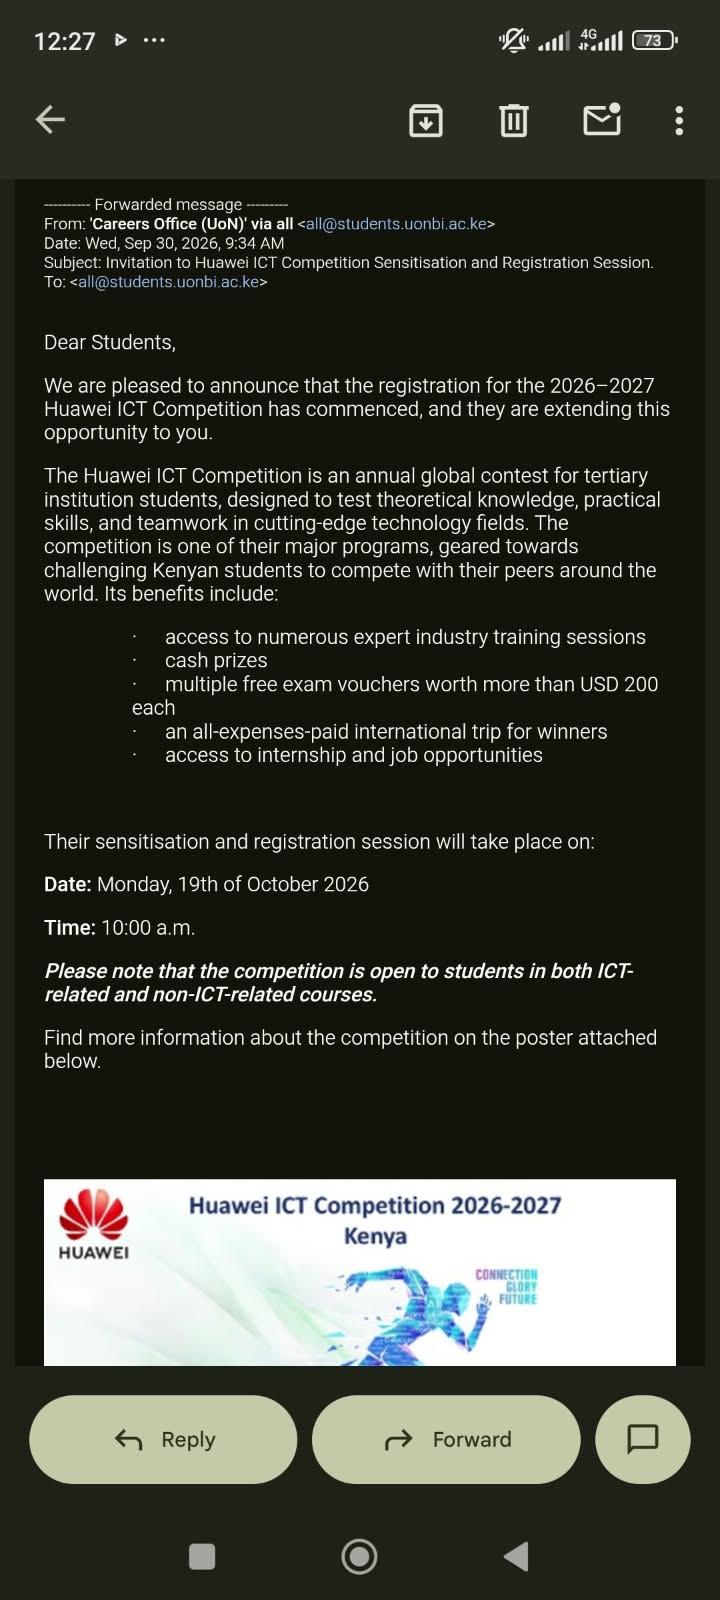 12:27
4G
73
---------- Forwarded message ---------
From: 'Careers Office (UoN)' via all <all@students.uonbi.ac.ke>
Date: Wed, Sep 30, 2026, 9:34 AM
Subject: Invitation to Huawei ICT Competition Sensitisation and Registration Session.
To: <all@students.uonbi.ac.ke>
Dear Students,
We are pleased to announce that the registration for the 2026–2027
Huawei ICT Competition has commenced, and they are extending this
opportunity to you.
The Huawei ICT Competition is an annual global contest for tertiary
institution students, designed to test theoretical knowledge, practical
skills, and teamwork in cutting-edge technology fields. The
competition is one of their major programs, geared towards
challenging Kenyan students to compete with their peers around the
world. Its benefits include:
· access to numerous expert industry training sessions
· cash prizes
· multiple free exam vouchers worth more than USD 200
each
· an all-expenses-paid international trip for winners
· access to internship and job opportunities
Their sensitisation and registration session will take place on:
Date: Monday, 19th of October 2026
Time: 10:00 a.m.
Please note that the competition is open to students in both ICT-
related and non-ICT-related courses.
Find more information about the competition on the poster attached
below.
Huawei ICT Competition 2026-2027
Kenya
HUAWEI
CONNECTION
GLORY
FUTURE
Reply
Forward